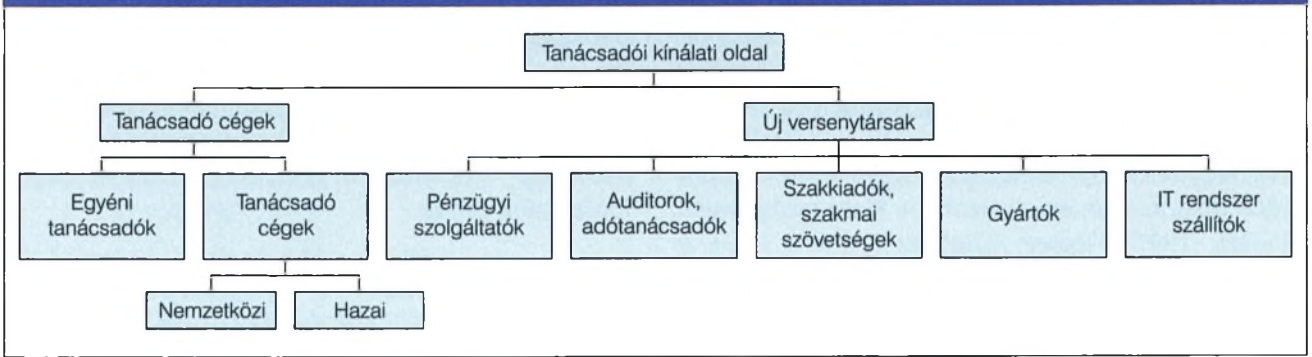 Tanácsadói kínálati oldal
Tanácsadó cégek
Új versenytársak
Egyéni
tanácsadók
Tanácsadó
cégek
Pénzügyi
szolgáltatók
Auditorok,
adótanácsadók
Szakkiadók,
szakmai
szövetségek
Gyártók
IT rendszer
szállítók
Nemzetközi
Hazai